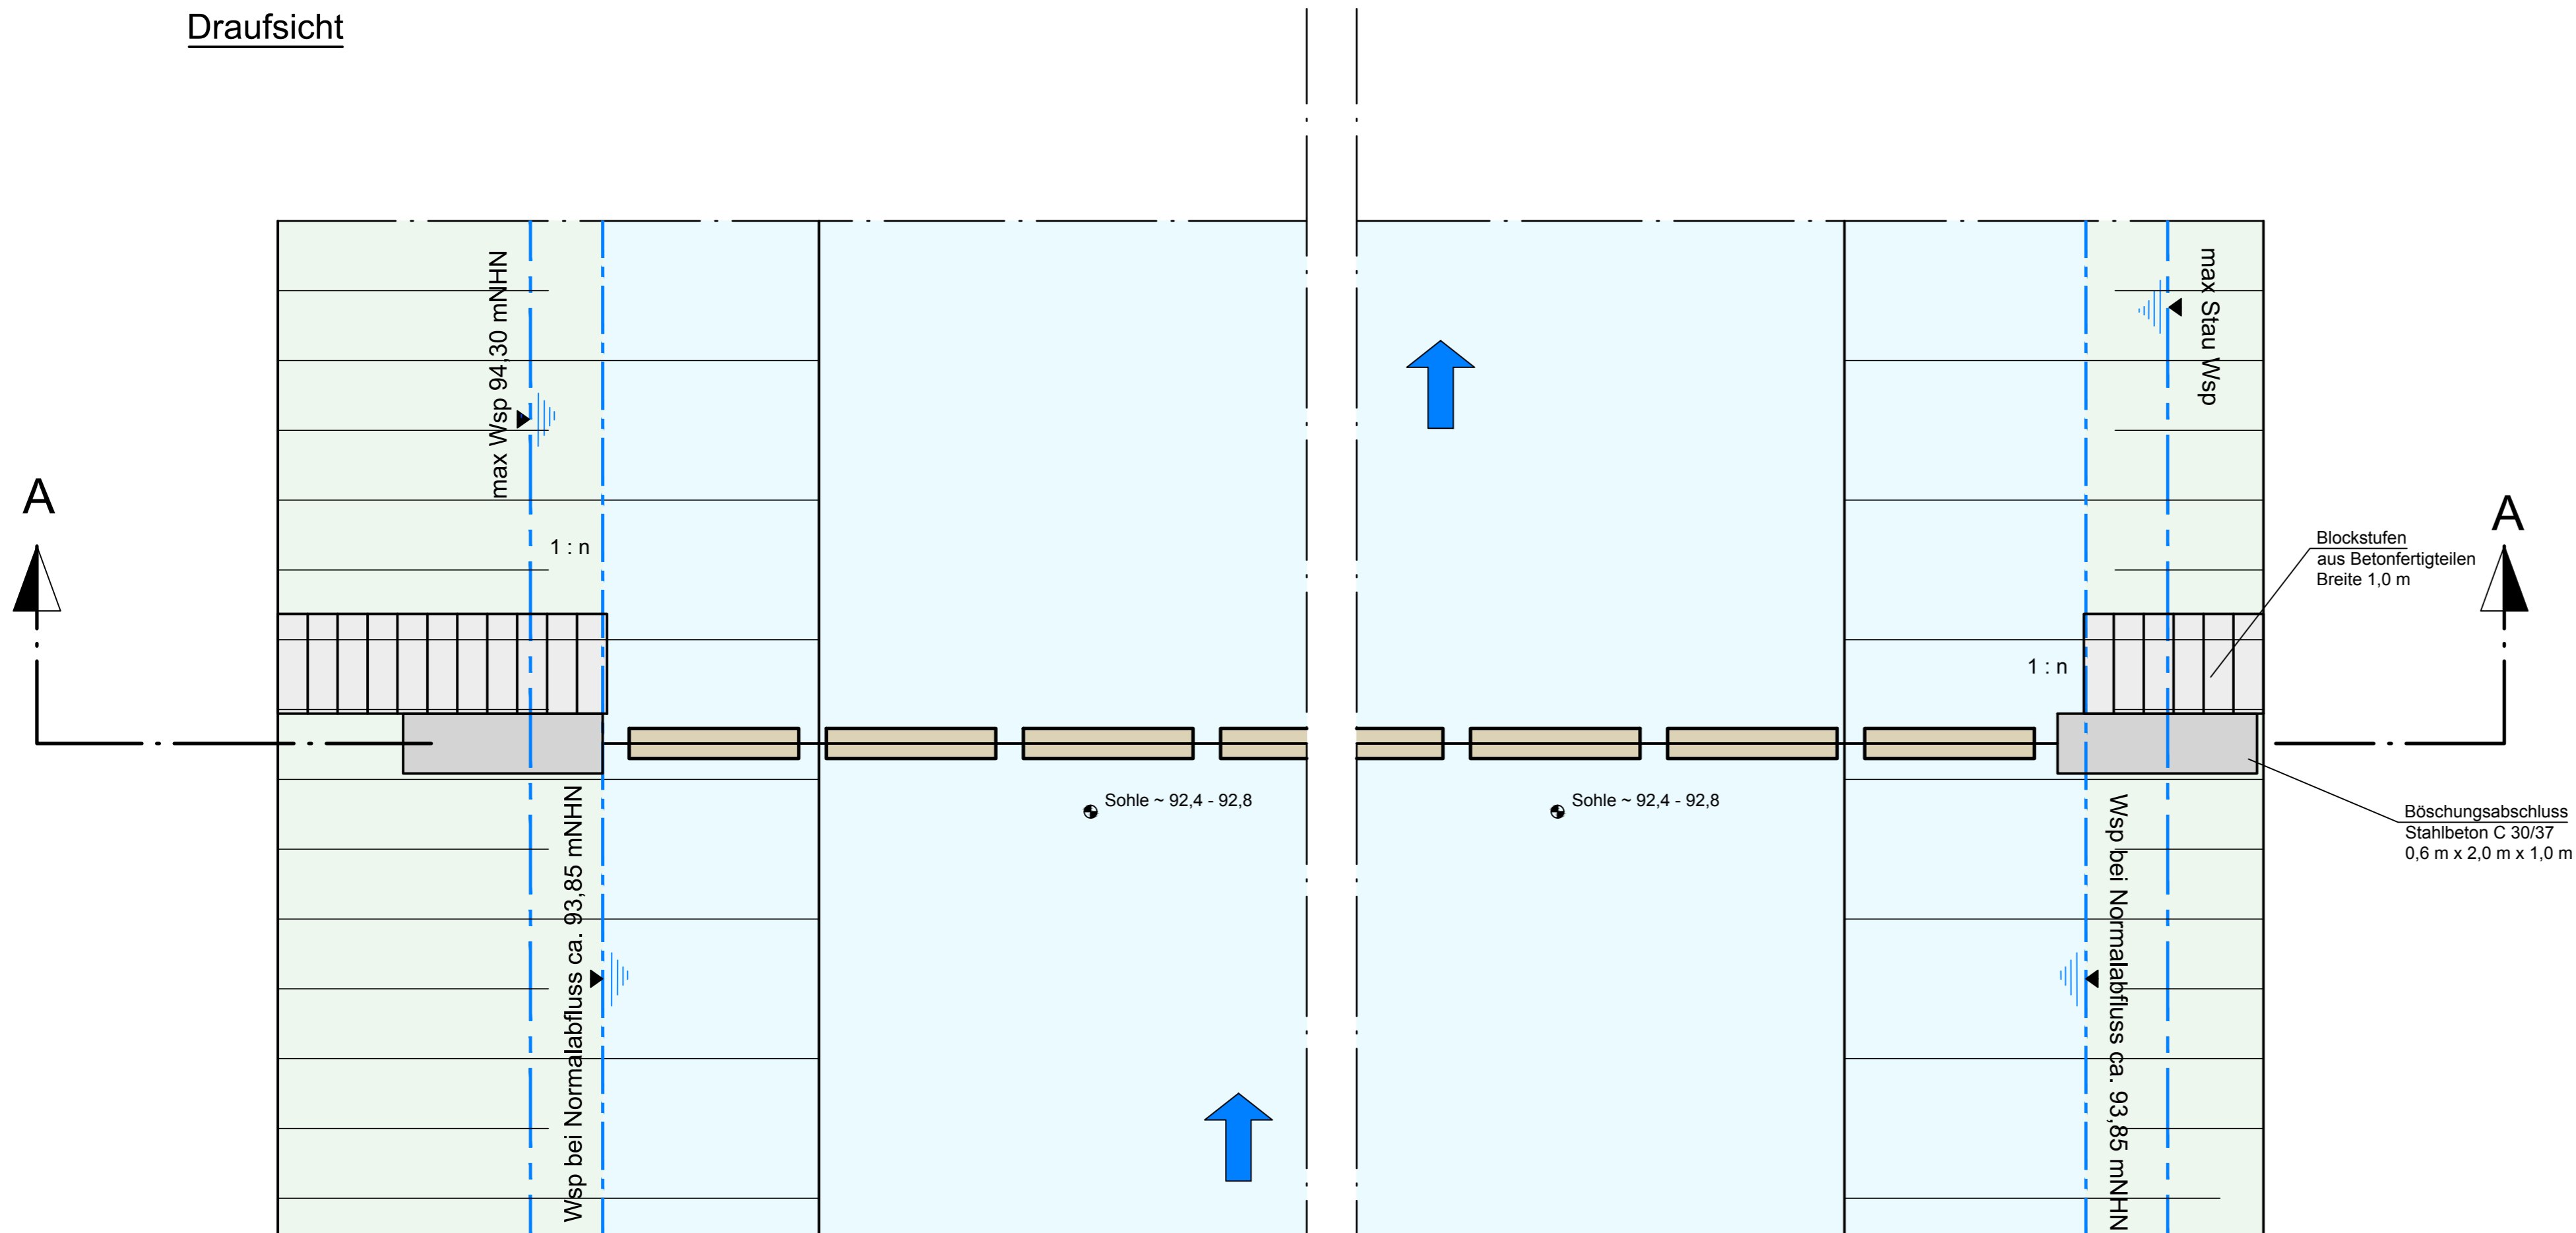 Draufsicht
max Wsp 94,30 mNHN
max Stau Wsp
A
A
1 : n
Blockstufen
aus Betonfertigteilen
Breite 1,0 m
1 : n
Sohle ~ 92,4 - 92,8
Sohle ~ 92,4 - 92,8
Wsp bei Normalabfluss ca. 93,85 mNHN
Wsp bei Normalabfluss ca. 93,85 mNHN
Böschungsabschluss
Stahlbeton C 30/37
0,6 m x 2,0 m x 1,0 m